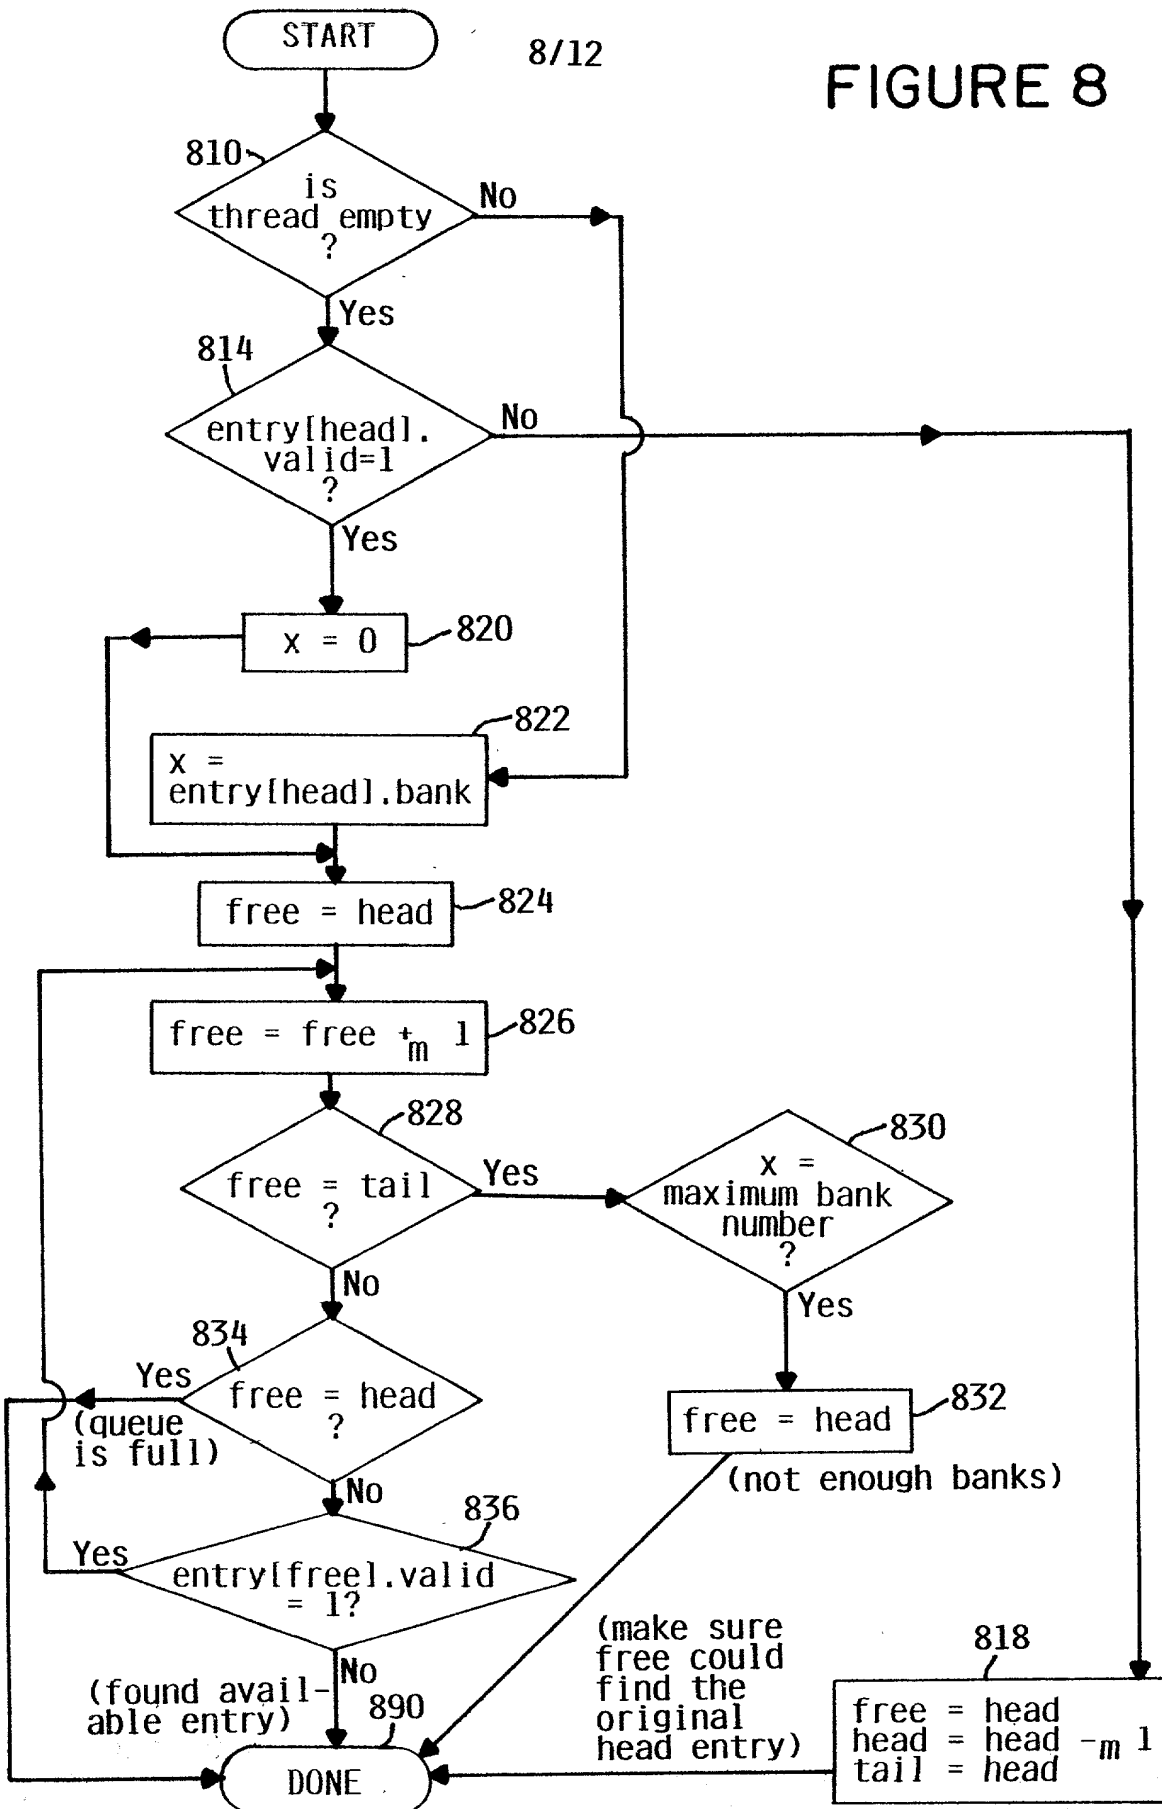 START
8/12
FIGURE 8
810
is
thread empty
?
No
Yes
814
entry[head].
valid=1
?
No
Yes
x = 0
820
822
x =
entry[head].bank
free = head
824
free = free +m 1
826
828
free = tail
?
Yes
830
x =
maximum bank
number
?
No
Yes
834
free = head
?
Yes
(queue
is full)
free = head
832
(not enough banks)
No
836
entry[free].valid
= 1?
Yes
No
(found avail-
able entry)
890
DONE
(make sure
free could
find the
original
head entry)
818
free = head
head = head -m 1
tail = head